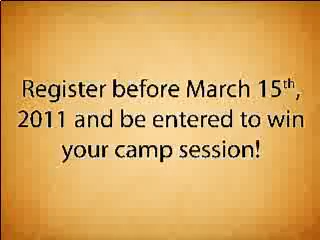 Register before March 15th,
2011 and be entered to win
your camp session!